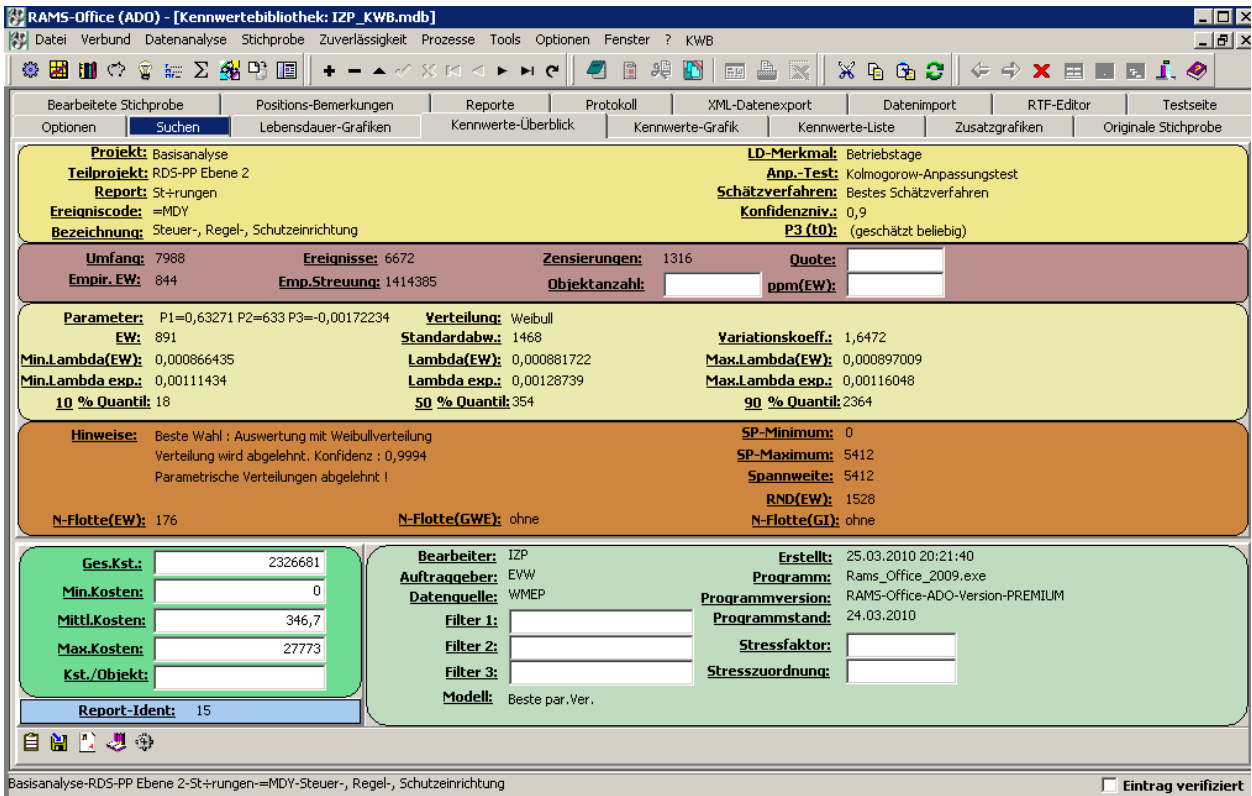 RAMS-Office (ADO) - [Kennwertebibliothek: IZP_KWB.mdb]
Datei Verbund Datenanalyse Stichprobe Zuverlässigkeit Prozesse Tools Optionen Fenster ? KWB
Bearbeitete Stichprobe Positions-Bemerkungen Reporte Protokoll XML-Datenexport Datenimport RTF-Editor Testseite
Optionen Suchen Lebensdauer-Grafiken Kennwerte-Überblick Kennwerte-Grafik Kennwerte-Liste Zusatzgrafiken Originale Stichprobe
Projekt: Basisanalyse LD-Merkmal: Betriebstage
Teilprojekt: RDS-PP Ebene 2 Anp.-Test: Kolmogorow-Anpassungstest
Report: St÷rungen Schätzverfahren: Bestes Schätzverfahren
Ereigniscode: =MDY Konfidenzniv.: 0,9
Bezeichnung: Steuer-, Regel-, Schutzeinrichtung P3 (t0): (geschätzt beliebig)
Umfang: 7988 Ereignisse: 6672 Zensierungen: 1316 Quote:
Empir. EW: 844 Emp.Streuung: 1414385 Objektanzahl: ppm(EW):
Parameter: P1=0,63271 P2=633 P3=-0,00172234 Verteilung: Weibull
EW: 891 Standardabw.: 1468 Variationskoeff.: 1,6472
Min.Lambda(EW): 0,000866435 Lambda(EW): 0,000881722 Max.Lambda(EW): 0,000897009
Min.Lambda exp.: 0,00111434 Lambda exp.: 0,00128739 Max.Lambda exp.: 0,00116048
10 % Quantil: 18 50 % Quantil: 354 90 % Quantil: 2364
Hinweise: Beste Wahl : Auswertung mit Weibullverteilung SP-Minimum: 0
Verteilung wird abgelehnt. Konfidenz : 0,9994 SP-Maximum: 5412
Parametrische Verteilungen abgelehnt ! Spannweite: 5412
RND(EW): 1528
N-Flotte(EW): 176 N-Flotte(GWE): ohne N-Flotte(GI): ohne
Ges.Kst.: 2326681 Bearbeiter: IZP Erstellt: 25.03.2010 20:21:40
Auftraggeber: EVW Programm: Rams_Office_2009.exe
Min.Kosten: 0 Datenquelle: WMEP Programmversion: RAMS-Office-ADO-Version-PREMIUM
Mittl.Kosten: 346,7 Filter 1: Programmstand: 24.03.2010
Max.Kosten: 27773 Filter 2: Stressfaktor:
Kst./Objekt: Filter 3: Stresszuordnung:
Modell: Beste par.Ver.
Report-Ident: 15
Basisanalyse-RDS-PP Ebene 2-St÷rungen-=MDY-Steuer-, Regel-, Schutzeinrichtung Eintrag verifiziert